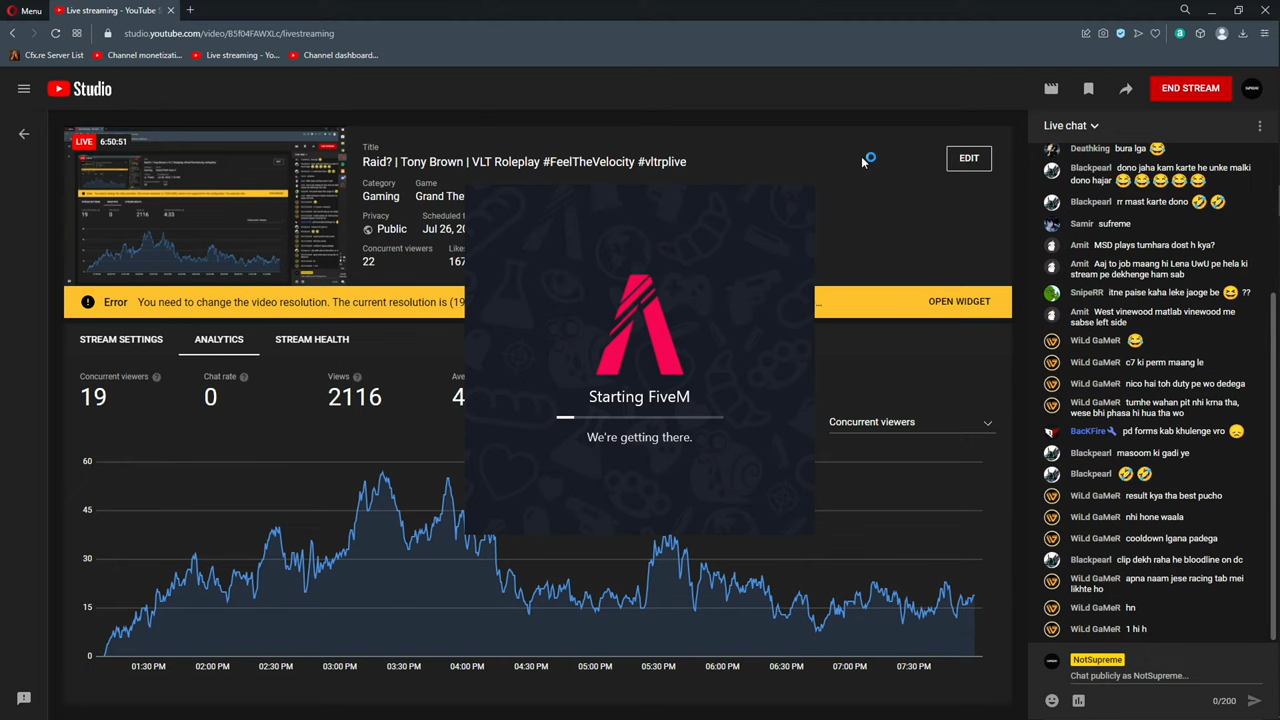 Menu
Live streaming - YouTube S
studio.youtube.com/video/B5f04FAWXLc/livestreaming
Cfx.re Server List
Channel monetizati...
Live streaming - Yo...
Channel dashboard...
Studio
END STREAM
LIVE 6:50:51
Title
Raid? | Tony Brown | VLT Roleplay #FeelTheVelocity #vltrplive
EDIT
Category
Game
Gaming
Grand The
Privacy
Scheduled f
Public
Jul 26, 20
Concurrent viewers
Like
22
167
Error You need to change the video resolution. The current resolution is (19
...
OPEN WIDGET
STREAM SETTINGS
ANALYTICS
STREAM HEALTH
Concurrent viewers
Chat rate
Views
Ave
19
0
2116
4
Concurrent viewers
Starting FiveM
We're getting there.
60
45
30
15
0
01:30 PM
02:00 PM
02:30 PM
03:00 PM
03:30 PM
04:00 PM
04:30 PM
05:00 PM
05:30 PM
06:00 PM
06:30 PM
07:00 PM
07:30 PM
Live chat
Deathking bura lga 😂
Blackpearl dono jaha kam karte he unke malki
dono hajar 😂😂😂😂😂
Blackpearl rr mast karte dono 🤣🤣
Samir sufreme
Amit MSD plays tumhara dost h kya?
Amit Aaj to job maang hi Lena UwU pe hela ki
stream pe dekhenge ham sab
SnipeRR itne paise kaha leke jaoge be 😆 ??
Amit West vinewood matlab vinewood me
sabse left side
WiLd GaMeR 😂
WiLd GaMeR c7 ki perm maang le
WiLd GaMeR nico hai toh duty pe wo dedega
WiLd GaMeR tumhe wahan pit nhi krna tha,
wese bhi phasa hi hua tha wo
BacKFire pd forms kab khulenge vro 😞
Blackpearl masoom ki gadi ye
Blackpearl 🤣🤣
WiLd GaMeR result kya tha best pucho
WiLd GaMeR nhi hone waala
WiLd GaMeR cooldown lgana padega
Blackpearl clip dekh raha he bloodline on dc
WiLd GaMeR apna naam jese racing tab mei
likhte ho
WiLd GaMeR hn
WiLd GaMeR 1 hi h
NotSupreme
Chat publicly as NotSupreme...
0/200